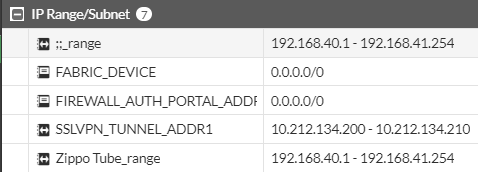 IP Range/Subnet 7
;;_range 192.168.40.1 - 192.168.41.254
FABRIC_DEVICE 0.0.0.0/0
FIREWALL_AUTH_PORTAL_ADDF 0.0.0.0/0
SSLVPN_TUNNEL_ADDR1 10.212.134.200 - 10.212.134.210
Zippo Tube_range 192.168.40.1 - 192.168.41.254